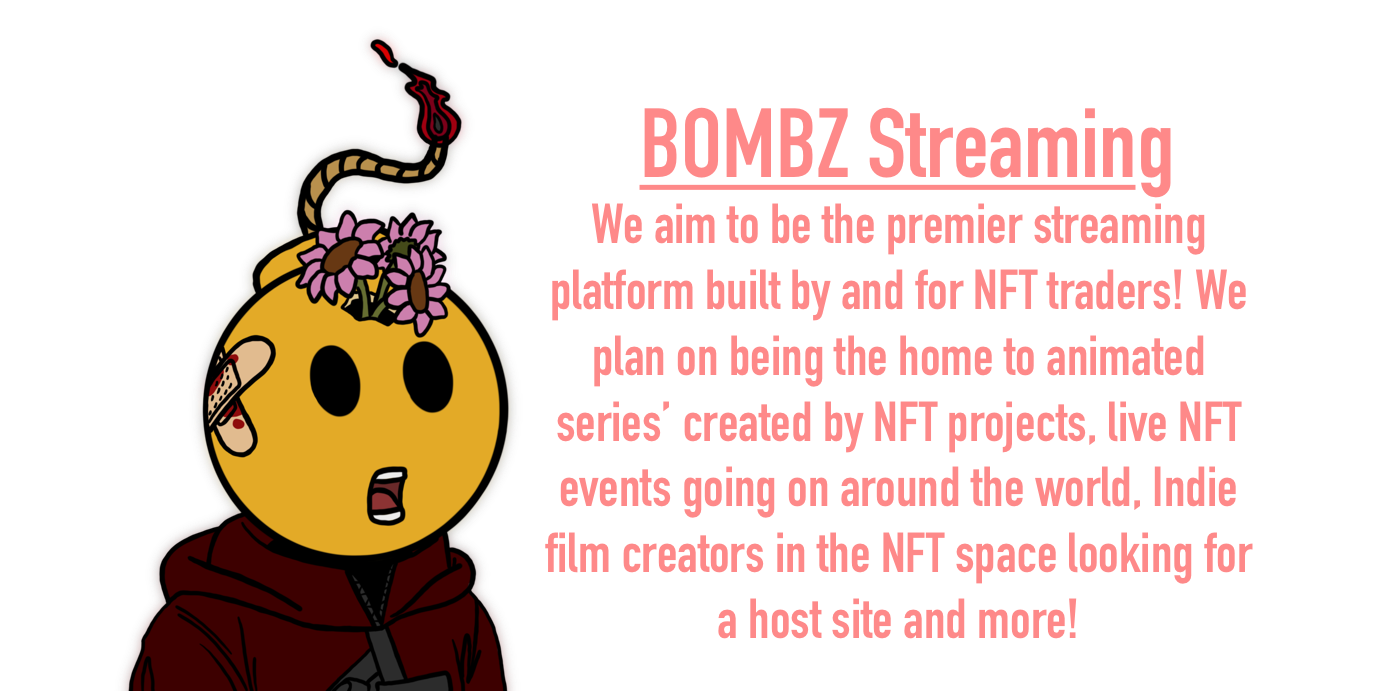 BOMBZ Streaming
We aim to be the premier streaming
platform built by and for NFT traders! We
plan on being the home to animated
series’ created by NFT projects, live NFT
events going on around the world, Indie
film creators in the NFT space looking for
a host site and more!